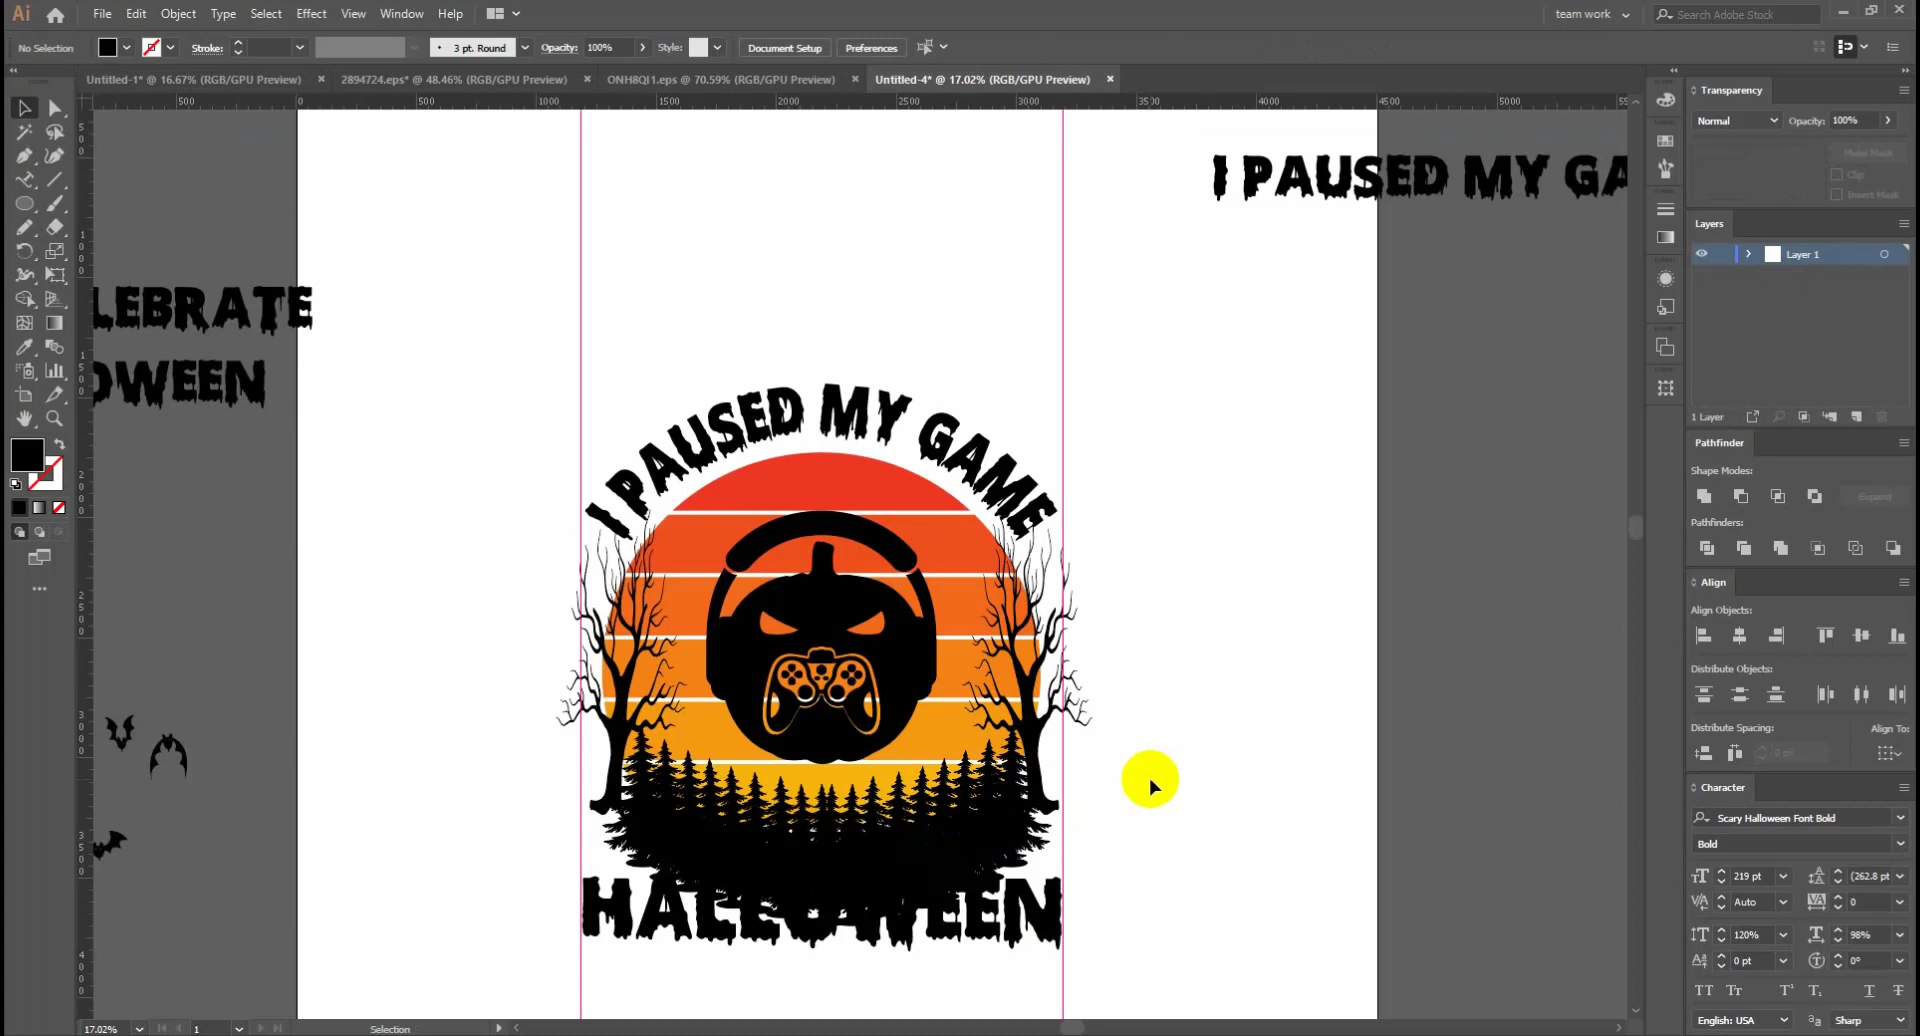 Ai File Edit Object Type Select Effect View Window Help team work Search Adobe Stock
No Selection Stroke: 3 pt. Round Opacity: 100% Style: Document Setup Preferences
Untitled-1* @ 16.67% (RGB/GPU Preview) × 2894724.eps* @ 48.46% (RGB/GPU Preview) × ONH8QI1.eps @ 70.59% (RGB/GPU Preview) × Untitled-4* @ 17.02% (RGB/GPU Preview) ×
500 0 500 1000 1500 2000 2500 3000 3500 4000 4500 5000
I PAUSED MY GA
LEBRATE
OWEEN
I PAUSED MY GAME
HALLOWEEN
Transparency
Normal Opacity: 100%
Make Mask
Clip
Invert Mask
Layers
Layer 1
1 Layer
Pathfinder
Shape Modes:
Expand
Pathfinders:
Align
Align Objects:
Distribute Objects:
Distribute Spacing: Align To:
0 pt
Character
Scary Halloween Font Bold
Bold
219 pt (262.8 pt
Auto 0
120% 98%
0 pt 0°
English: USA Sharp
17.02% 1 Selection